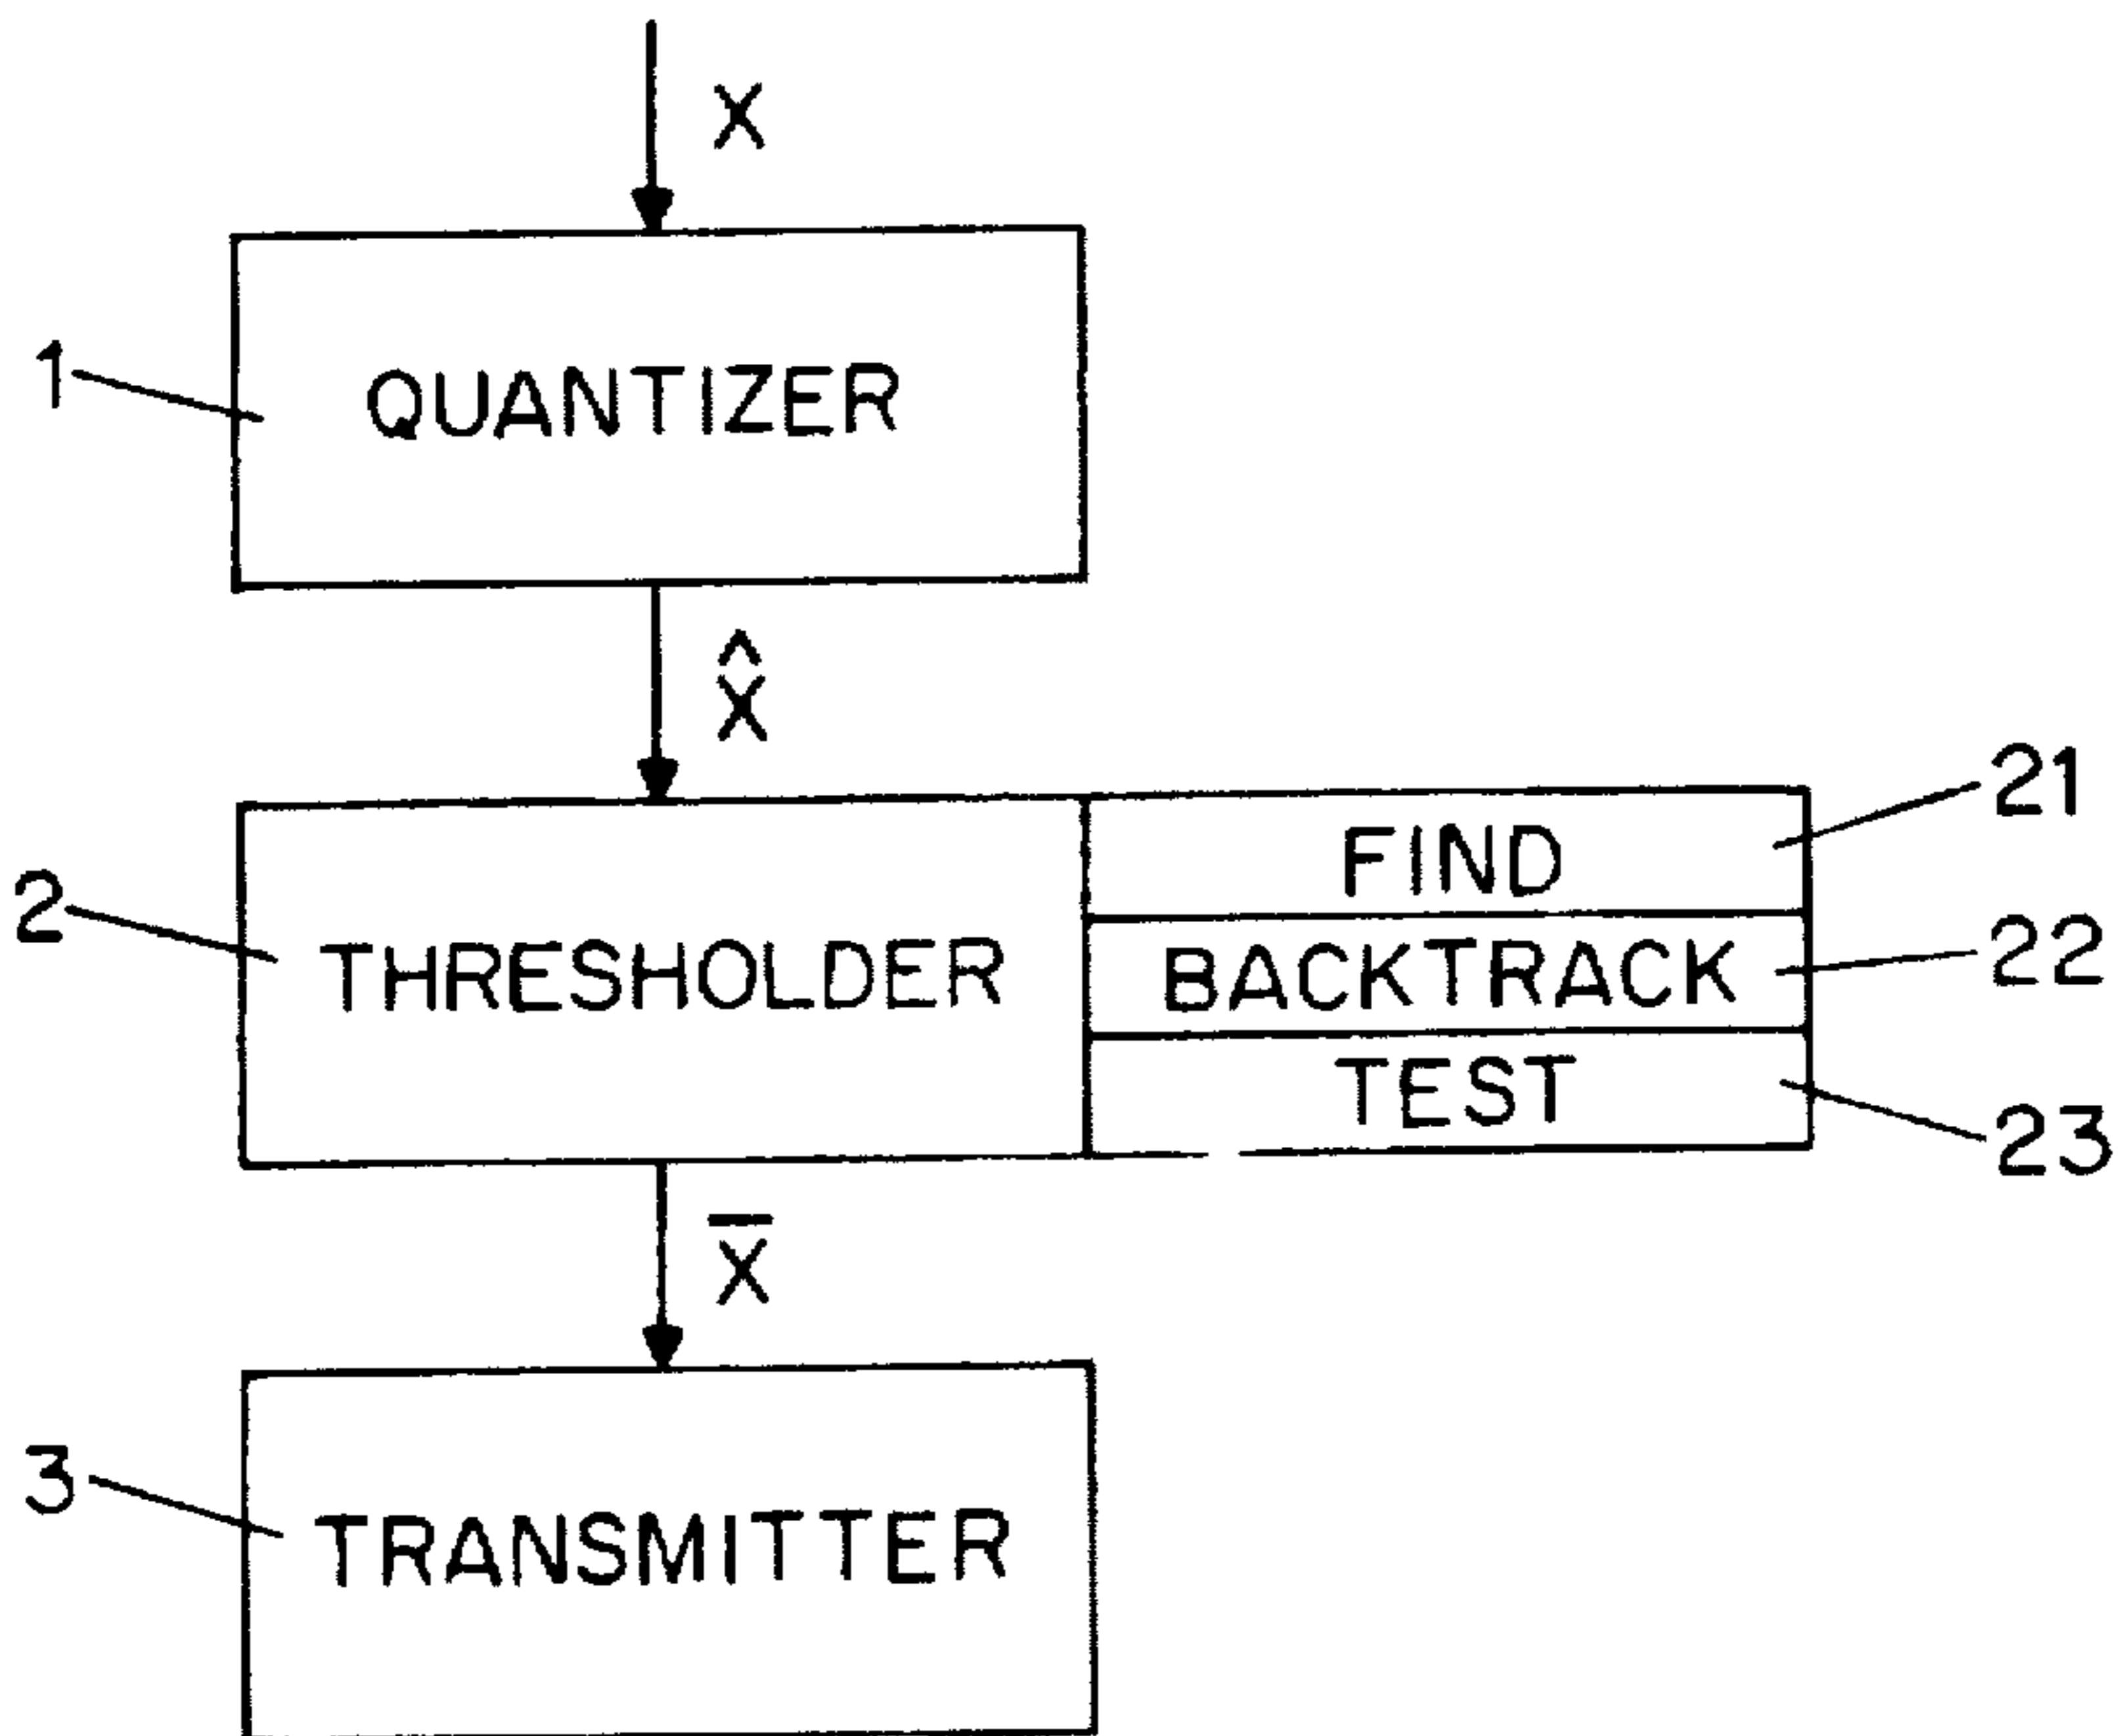 X
1
QUANTIZER
X̂
21
FIND
2
THRESHOLDER
BACKTRACK
22
TEST
23
X̅
3
TRANSMITTER